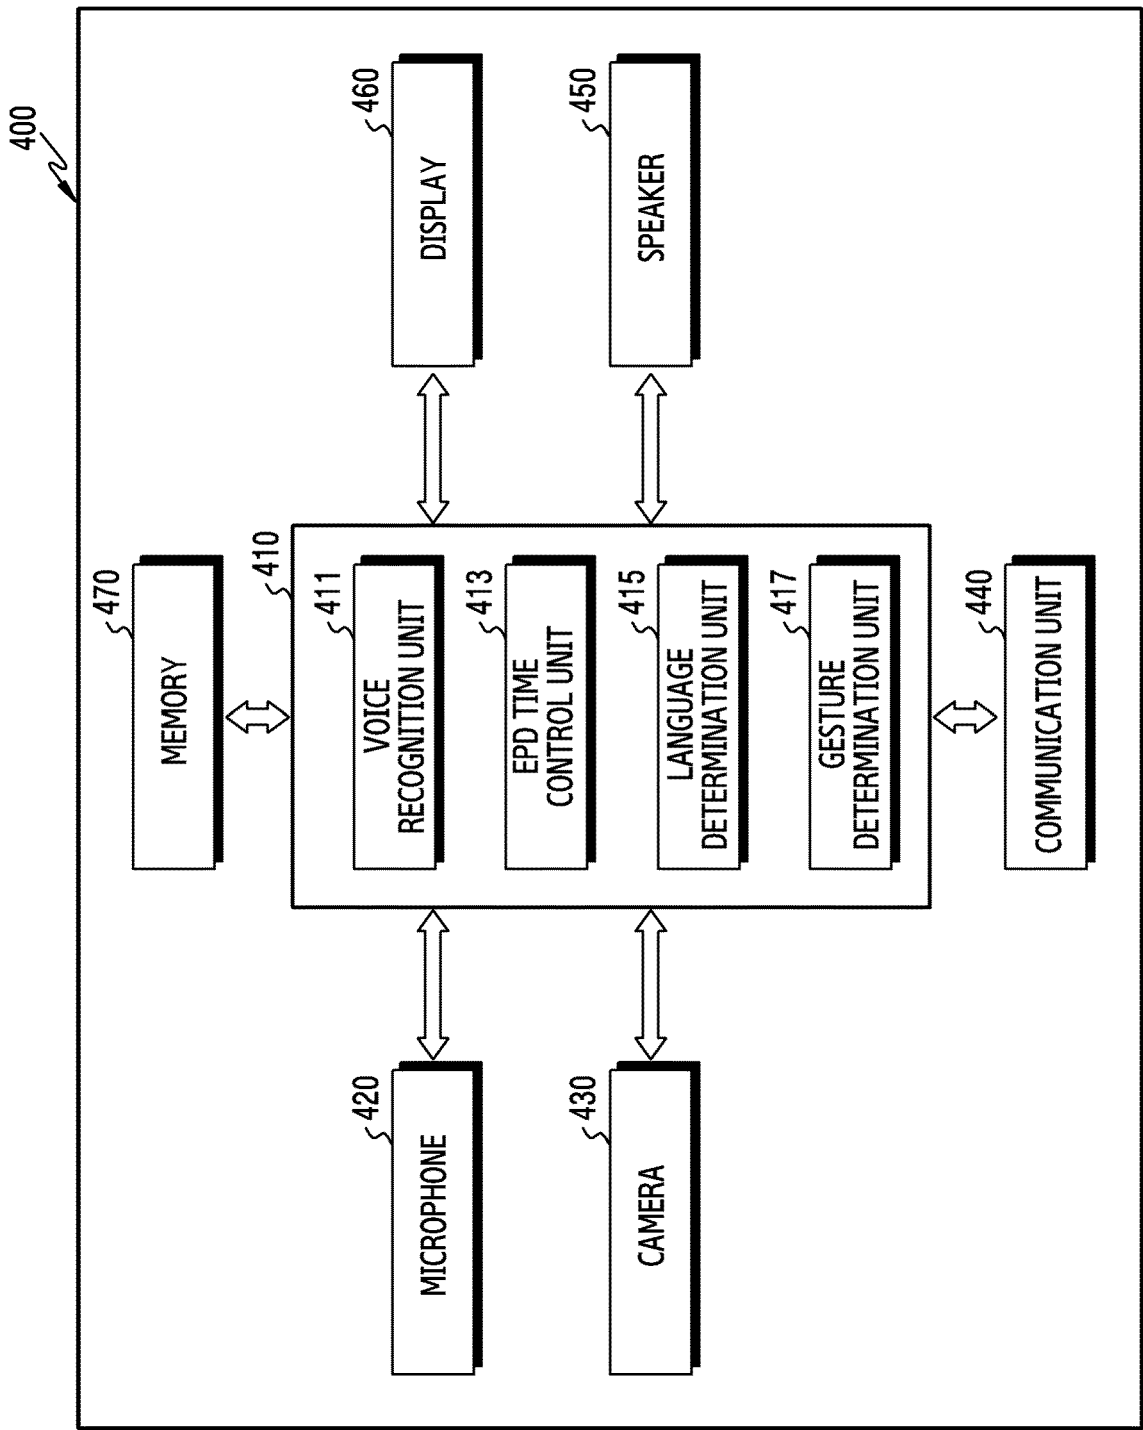 400
470
MEMORY
410
420
MICROPHONE
411
VOICE
RECOGNITION UNIT
460
DISPLAY
413
EPD TIME
CONTROL UNIT
430
CAMERA
415
LANGUAGE
DETERMINATION UNIT
450
SPEAKER
417
GESTURE
DETERMINATION UNIT
440
COMMUNICATION UNIT